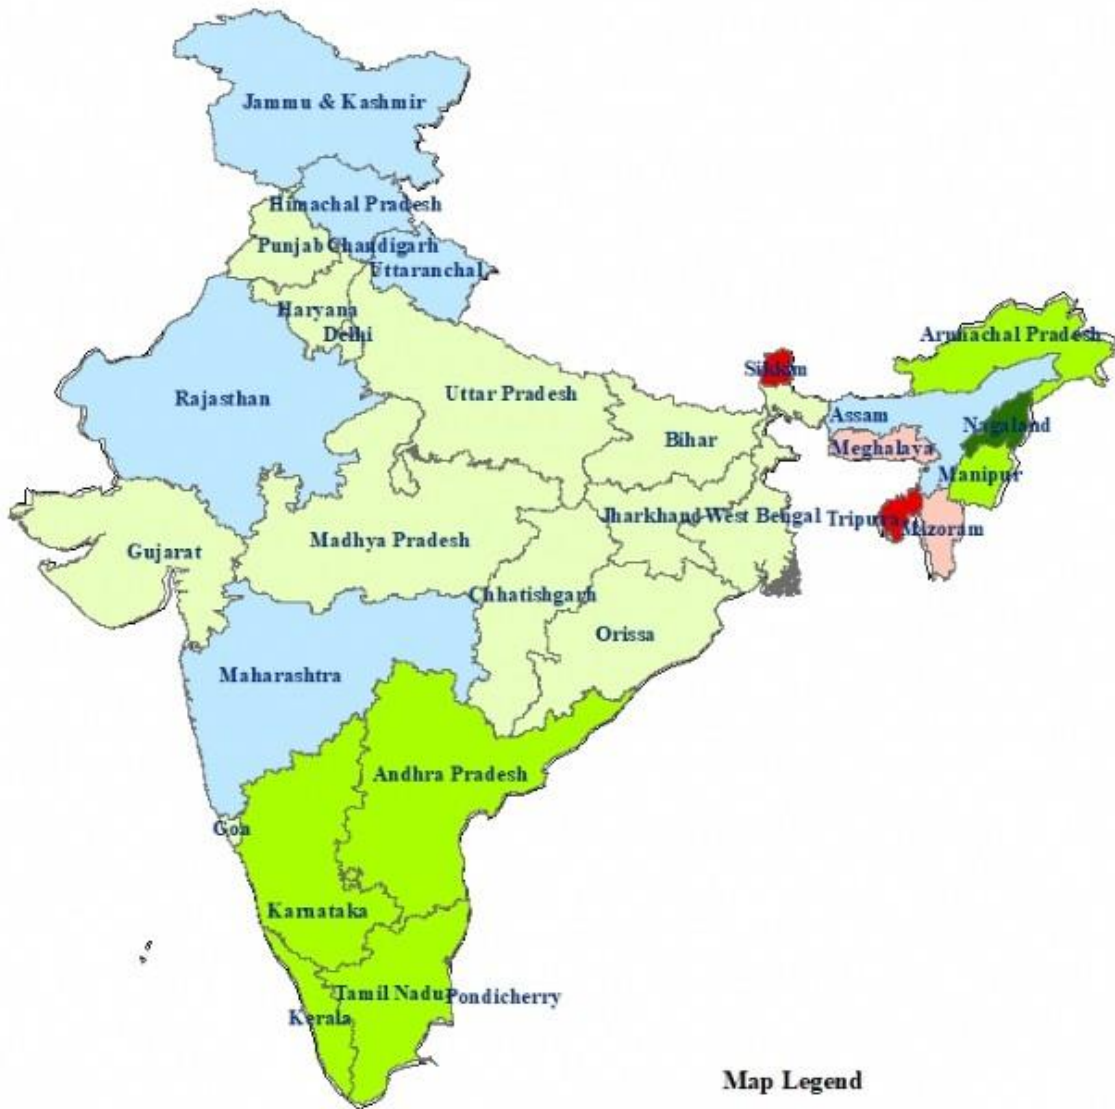 Jammu & Kashmir
Himachal Pradesh
Punjab
Chandigarh
Uttaranchal
Haryana
Delhi
Arunachal Pradesh
Sikkim
Rajasthan
Uttar Pradesh
Assam
Nagaland
Bihar
Meghalaya
Manipur
Jharkhand
West Bengal
Tripura
Mizoram
Madhya Pradesh
Gujarat
Chhatishgarh
Orissa
Maharashtra
Andhra Pradesh
Goa
Karnataka
Tamil Nadu
Pondicherry
Kerala
Map Legend